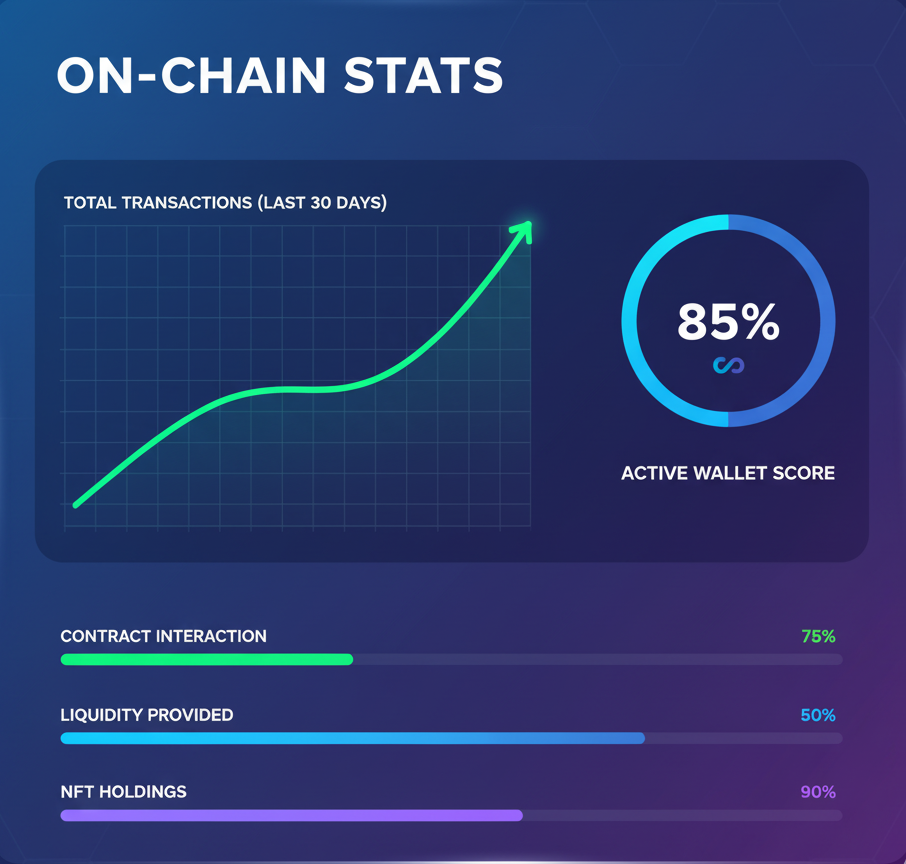 ON-CHAIN STATS
TOTAL TRANSACTIONS (LAST 30 DAYS)
85%
ACTIVE WALLET SCORE
CONTRACT INTERACTION 75%
LIQUIDITY PROVIDED 50%
NFT HOLDINGS 90%